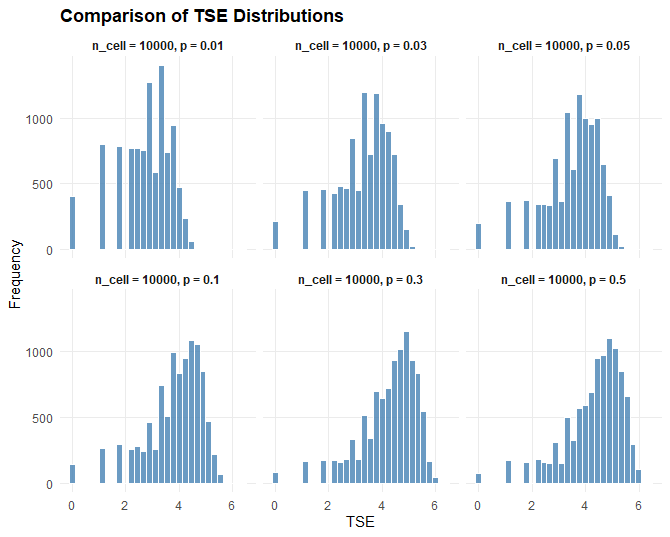 Comparison of TSE Distributions
n_cell = 10000, p = 0.01
n_cell = 10000, p = 0.03
n_cell = 10000, p = 0.05
1000
500
0
Frequency
n_cell = 10000, p = 0.1
n_cell = 10000, p = 0.3
n_cell = 10000, p = 0.5
1000
500
0
0 2 4 6
0 2 4 6
0 2 4 6
TSE